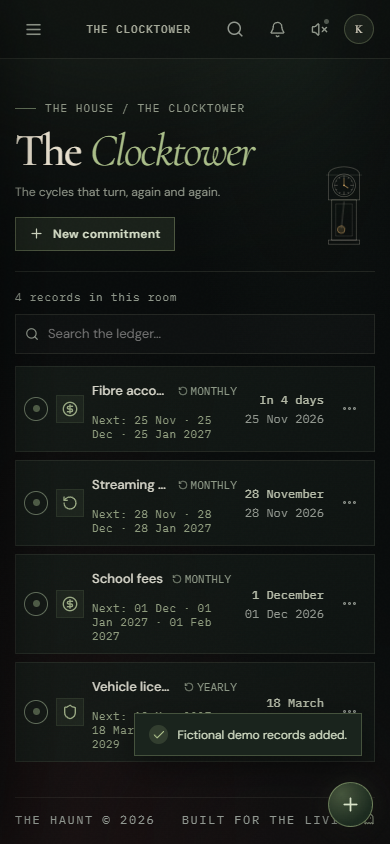 THE CLOCKTOWER
K
THE HOUSE / THE CLOCKTOWER
The Clocktower
The cycles that turn, again and again.
New commitment
4 records in this room
Search the ledger…
Fibre acco… MONTHLY
In 4 days
Next: 25 Nov · 25
Dec · 25 Jan 2027
25 Nov 2026
Streaming … MONTHLY
28 November
Next: 28 Nov · 28
Dec · 28 Jan 2027
28 Nov 2026
School fees MONTHLY
1 December
Next: 01 Dec · 01
Jan 2027 · 01 Feb
2027
01 Dec 2026
Vehicle lice… YEARLY
18 March
Next:
18 Mar
2029
Fictional demo records added.
THE HAUNT © 2026 BUILT FOR THE